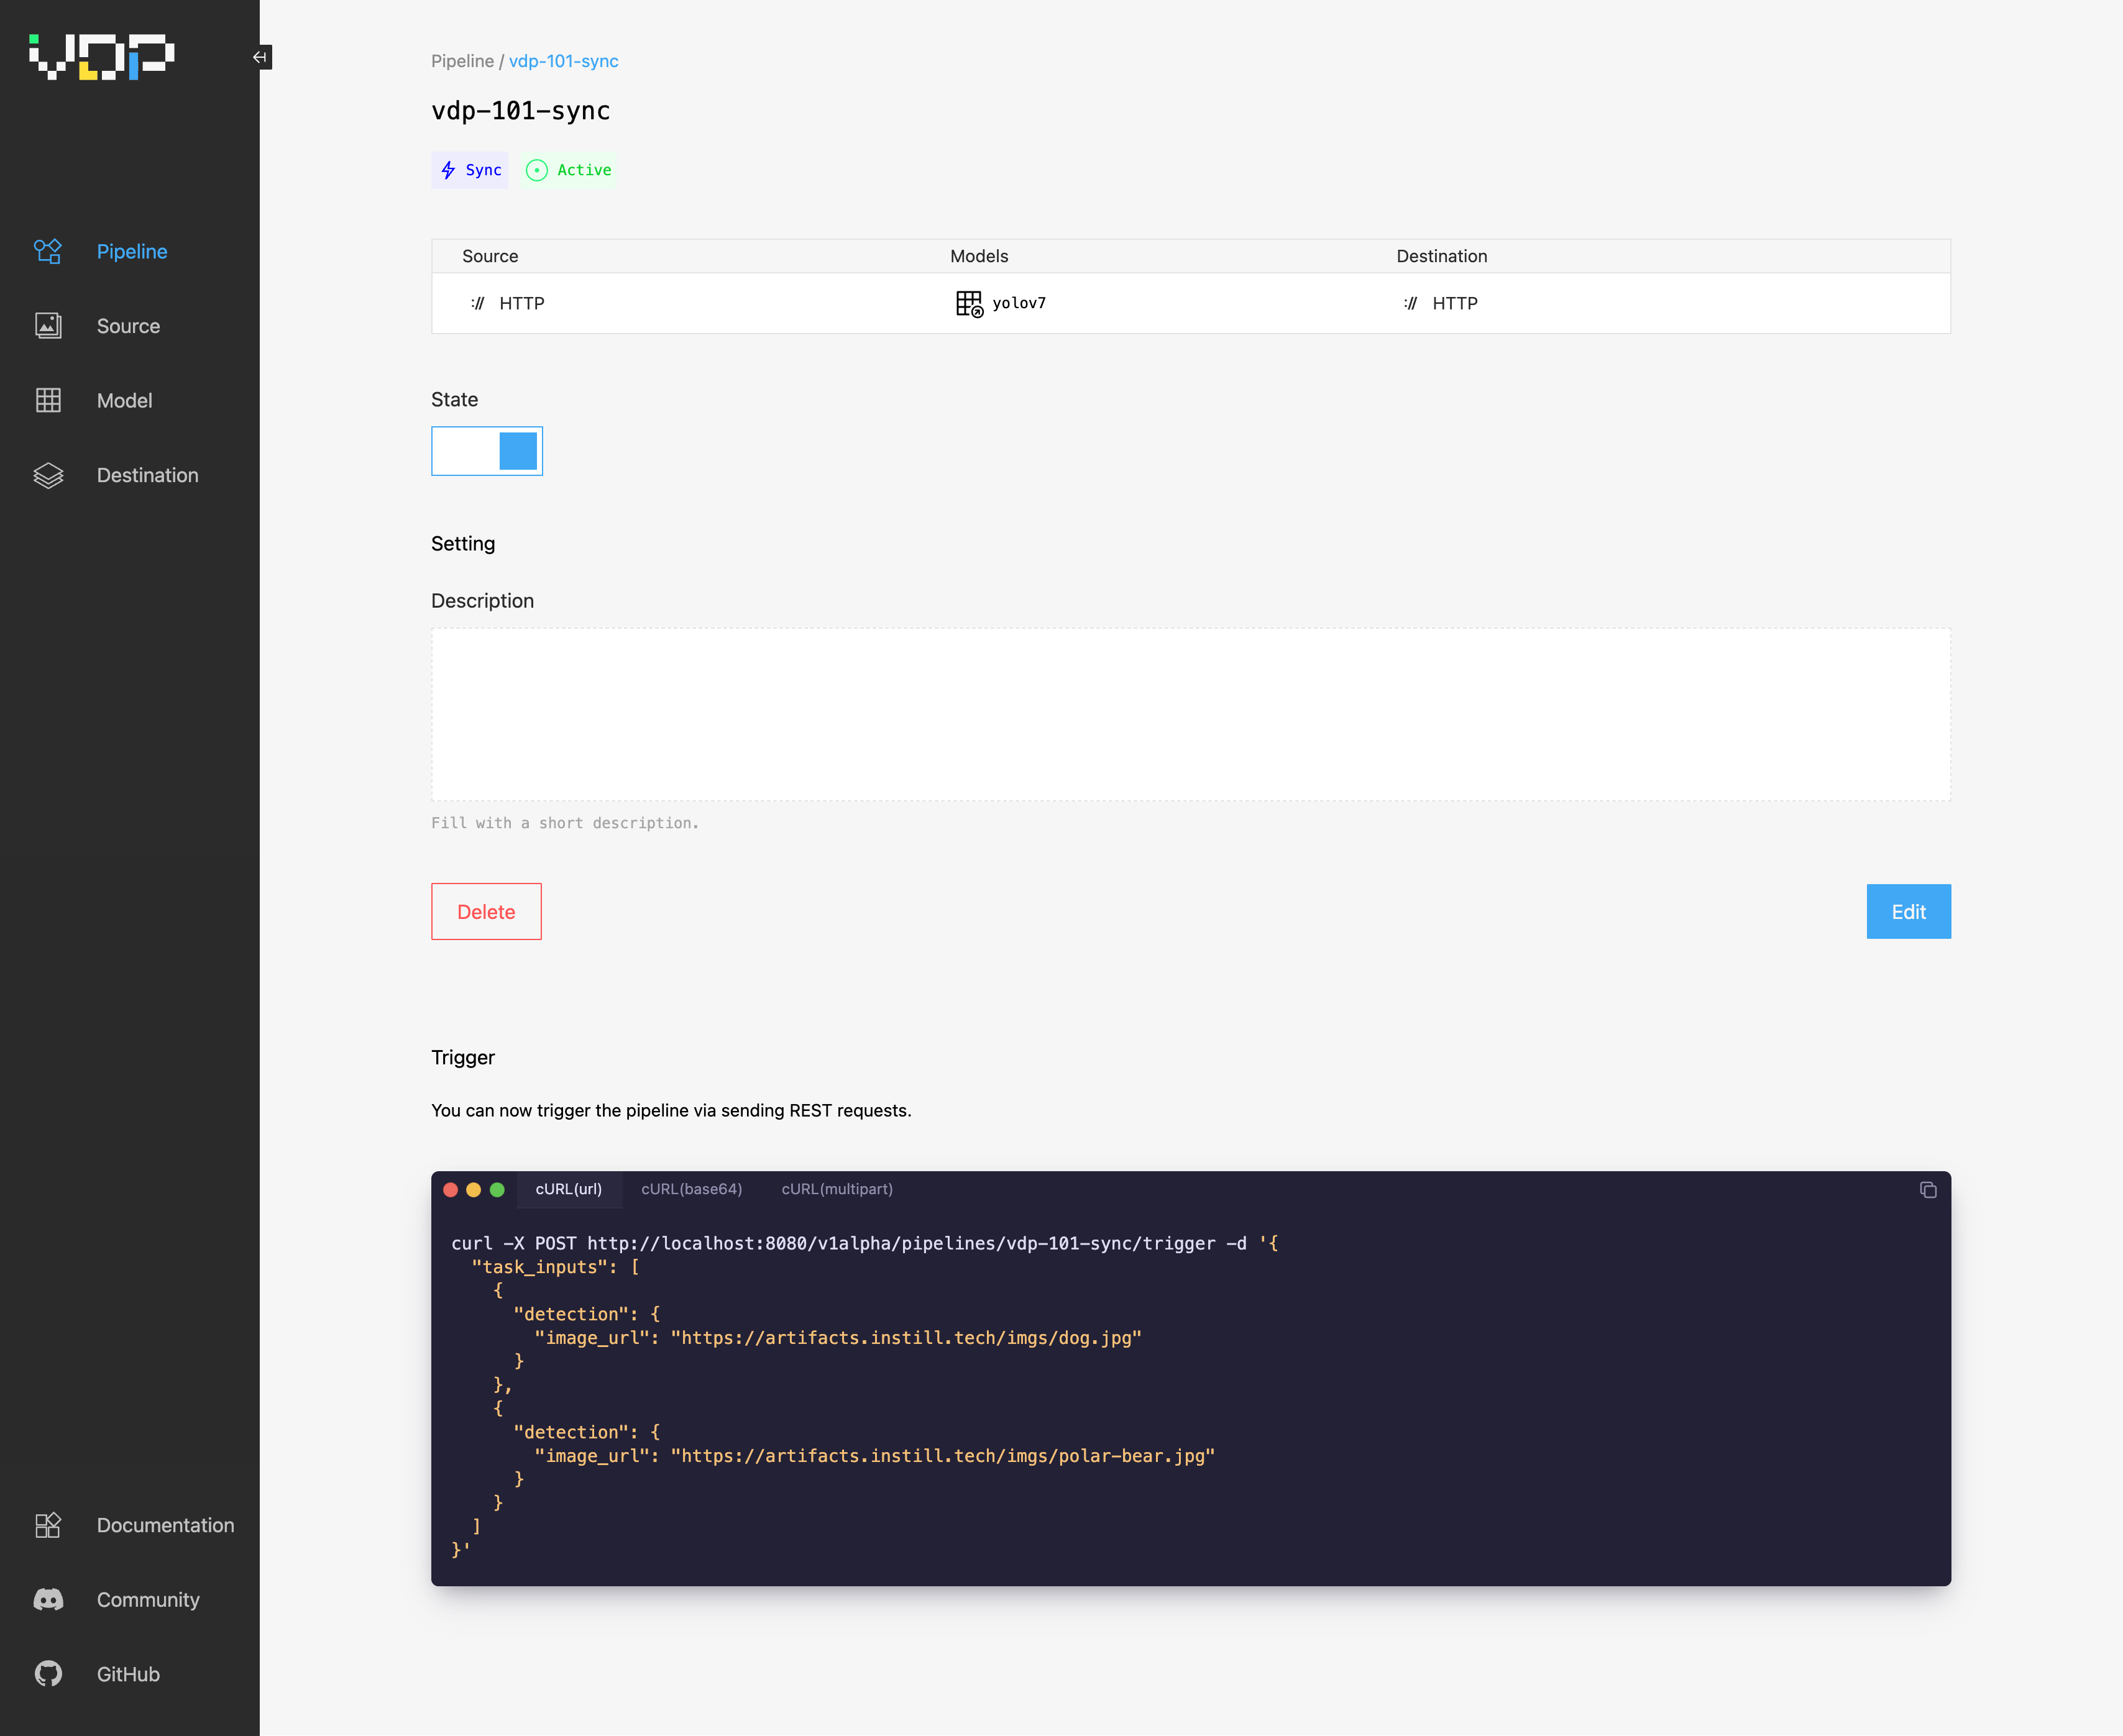 VDP
Pipeline
Source
Model
Destination
Documentation
Community
GitHub
Pipeline / vdp-101-sync
vdp-101-sync
Sync Active
Source Models Destination
:// HTTP yolov7 :// HTTP
State
Setting
Description
Fill with a short description.
Delete Edit
Trigger
You can now trigger the pipeline via sending REST requests.
cURL(url) cURL(base64) cURL(multipart)
curl -X POST http://localhost:8080/v1alpha/pipelines/vdp-101-sync/trigger -d '{
  "task_inputs": [
    {
      "detection": {
        "image_url": "https://artifacts.instill.tech/imgs/dog.jpg"
      }
    },
    {
      "detection": {
        "image_url": "https://artifacts.instill.tech/imgs/polar-bear.jpg"
      }
    }
  ]
}'